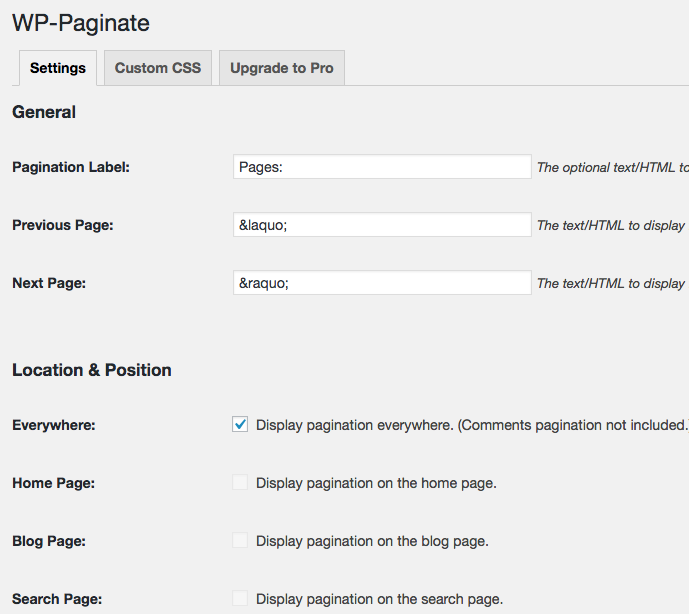 WP-Paginate
Settings Custom CSS Upgrade to Pro
General
Pagination Label: Pages: The optional text/HTML to
Previous Page: &laquo; The text/HTML to display
Next Page: &raquo; The text/HTML to display
Location & Position
Everywhere: Display pagination everywhere. (Comments pagination not included.
Home Page: Display pagination on the home page.
Blog Page: Display pagination on the blog page.
Search Page: Display pagination on the search page.